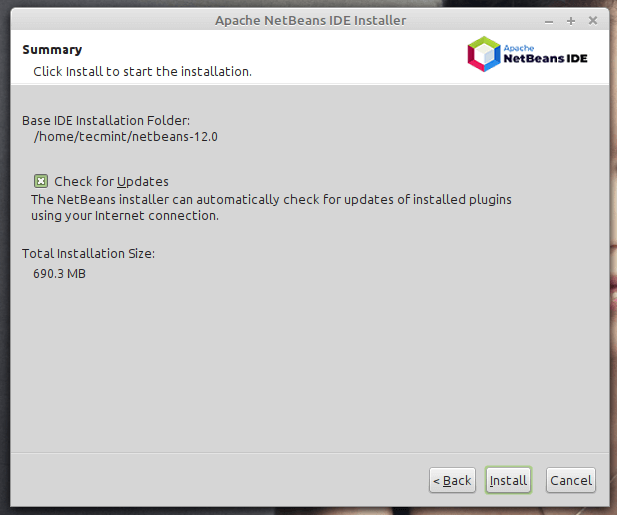 Apache NetBeans IDE Installer
Summary
Click Install to start the installation.
Apache
NetBeans IDE
Base IDE Installation Folder:
/home/tecmint/netbeans-12.0
Check for Updates
The NetBeans installer can automatically check for updates of installed plugins
using your Internet connection.
Total Installation Size:
690.3 MB
< Back Install Cancel